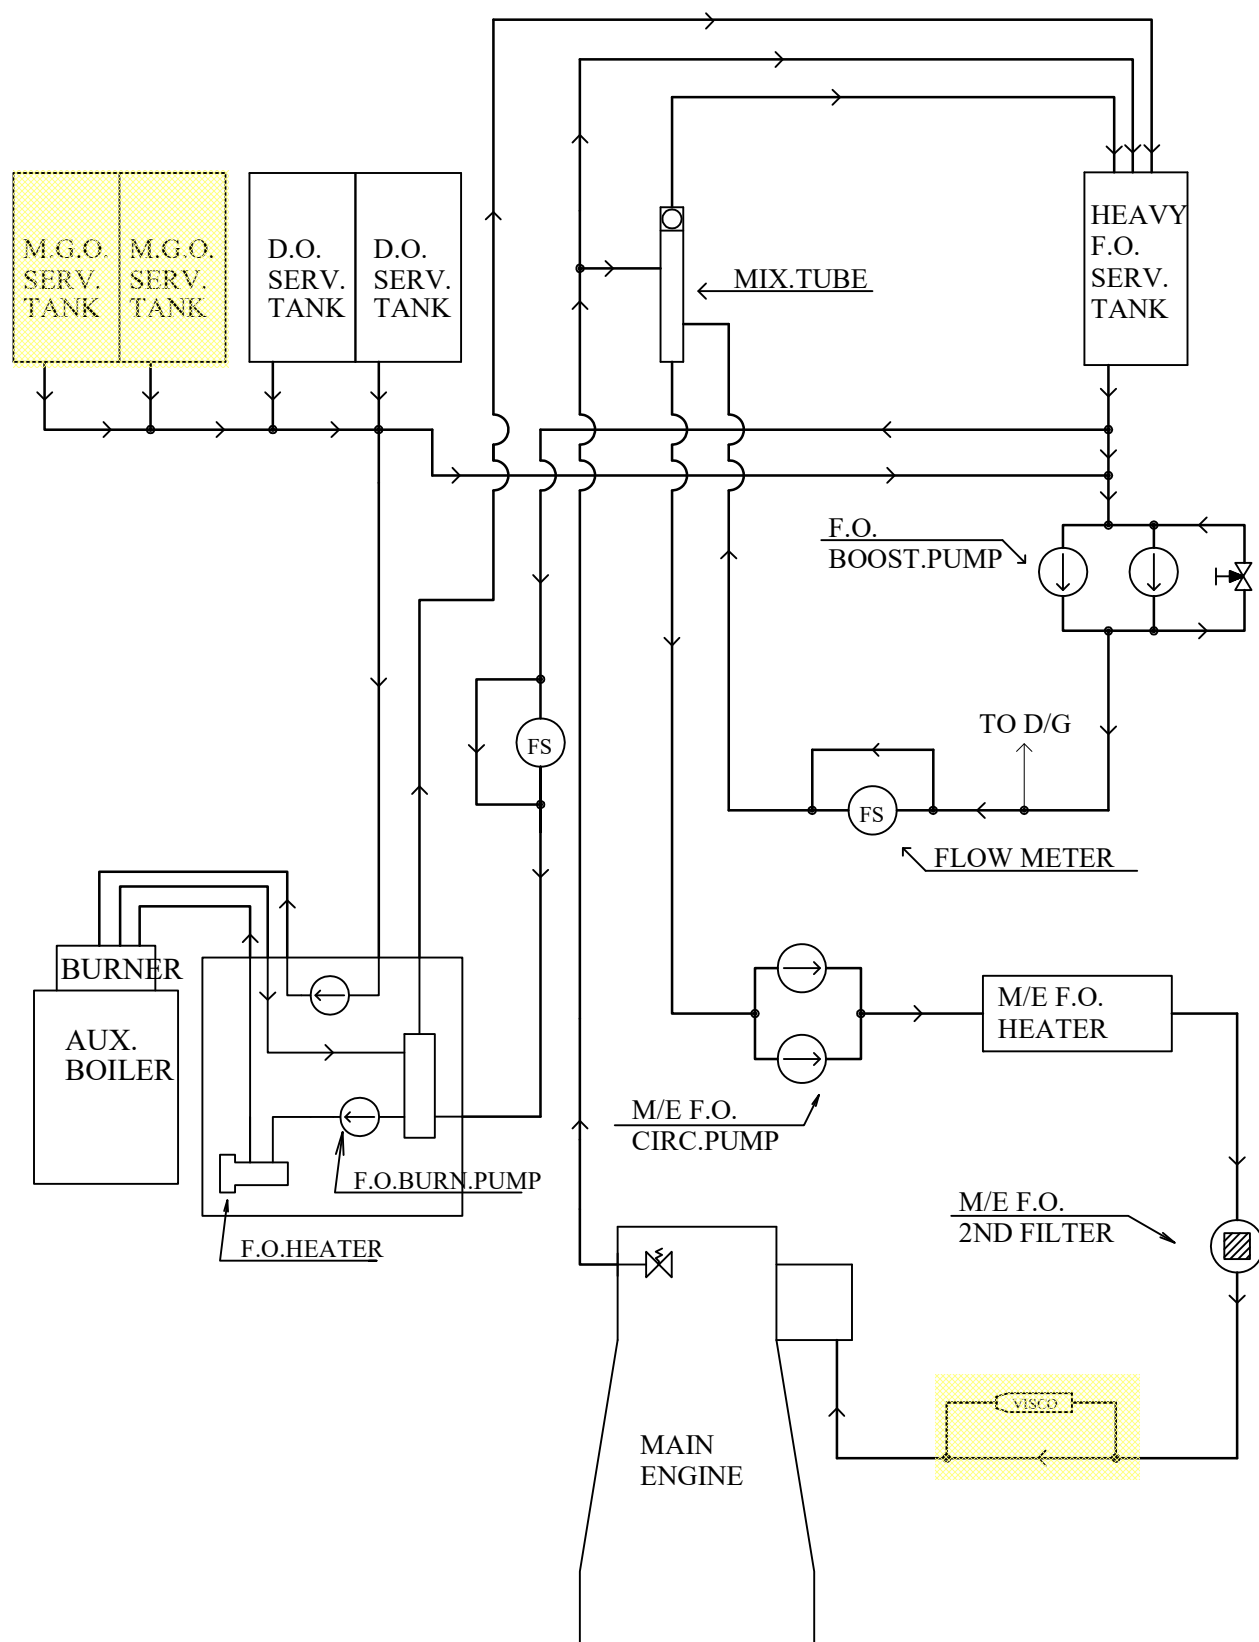 M.G.O.
SERV.
TANK
M.G.O.
SERV.
TANK
D.O.
SERV.
TANK
D.O.
SERV.
TANK
HEAVY
F.O.
SERV.
TANK
MIX.TUBE
F.O.
BOOST.PUMP
TO D/G
FS
FS
FLOW METER
BURNER
AUX.
BOILER
M/E F.O.
HEATER
M/E F.O.
CIRC.PUMP
F.O.BURN.PUMP
F.O.HEATER
M/E F.O.
2ND FILTER
VISCO
MAIN
ENGINE